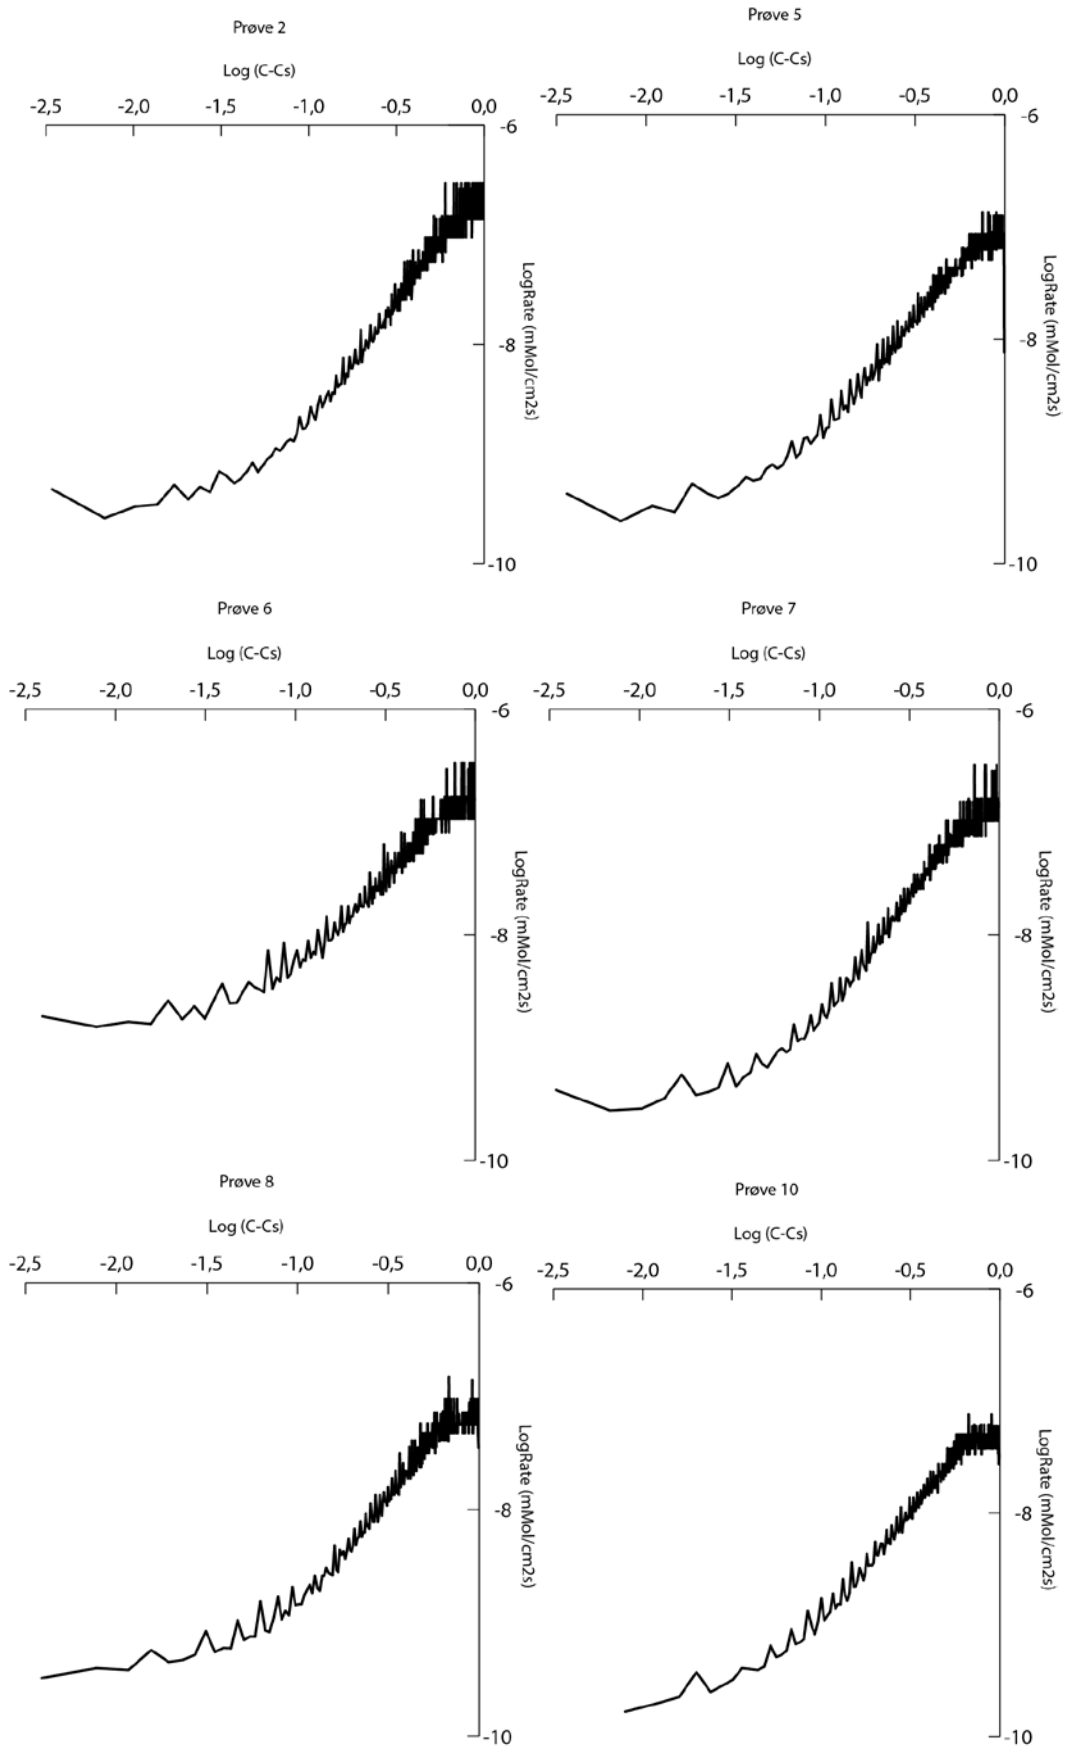 Prøve 2
Log (C-Cs)
-2,5 -2,0 -1,5 -1,0 -0,5 0,0
-6
-8
-10
LogRate (mMol/cm2s)
Prøve 5
Log (C-Cs)
-2,5 -2,0 -1,5 -1,0 -0,5 0,0
-6
-8
-10
LogRate (mMol/cm2s)
Prøve 6
Log (C-Cs)
-2,5 -2,0 -1,5 -1,0 -0,5 0,0
-6
-8
-10
LogRate (mMol/cm2s)
Prøve 7
Log (C-Cs)
-2,5 -2,0 -1,5 -1,0 -0,5 0,0
-6
-8
-10
LogRate (mMol/cm2s)
Prøve 8
Log (C-Cs)
-2,5 -2,0 -1,5 -1,0 -0,5 0,0
-6
-8
-10
LogRate (mMol/cm2s)
Prøve 10
Log (C-Cs)
-2,5 -2,0 -1,5 -1,0 -0,5 0,0
-6
-8
-10
LogRate (mMol/cm2s)